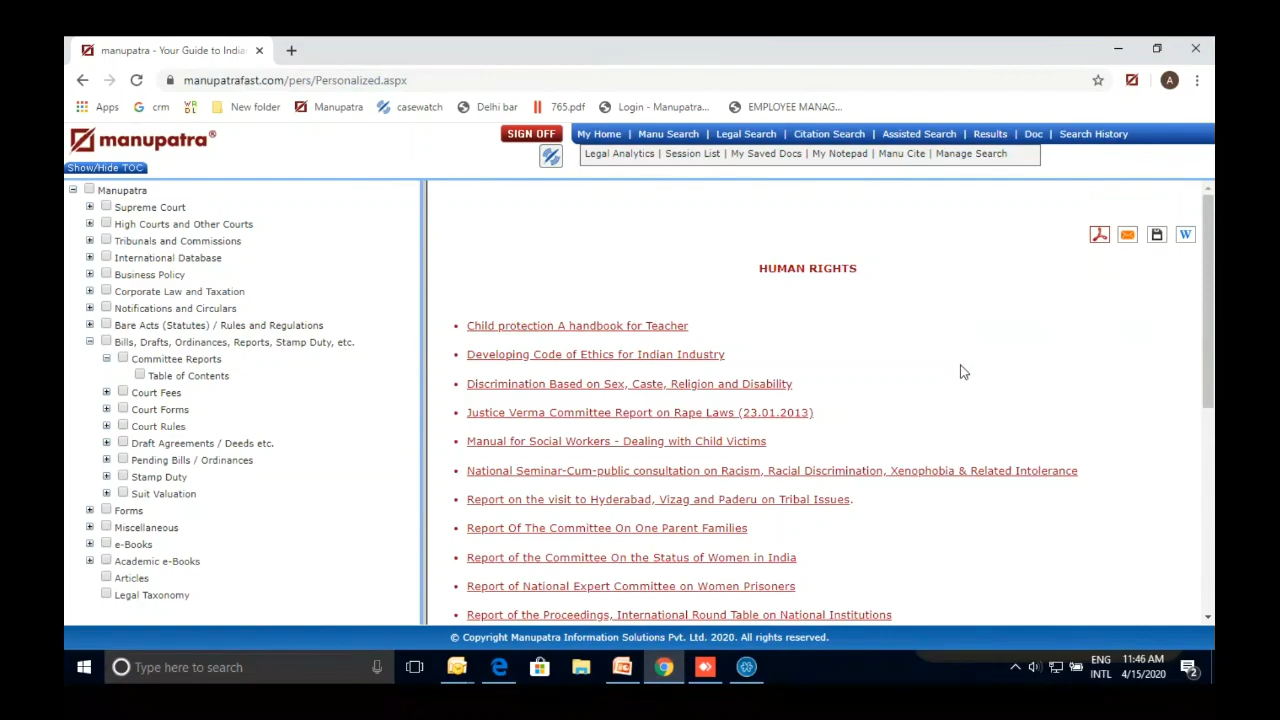 manupatra - Your Guide to India
manupatrafast.com/pers/Personalized.aspx
A
Apps
crm
New folder
Manupatra
casewatch
Delhi bar
765.pdf
Login - Manupatra...
EMPLOYEE MANAG...
manupatra®
SIGN OFF
My Home | Manu Search | Legal Search | Citation Search | Assisted Search | Results | Doc | Search History
Legal Analytics | Session List | My Saved Docs | My Notepad | Manu Cite | Manage Search
Show/Hide TOC
Manupatra
Supreme Court
High Courts and Other Courts
Tribunals and Commissions
International Database
Business Policy
Corporate Law and Taxation
Notifications and Circulars
Bare Acts (Statutes) / Rules and Regulations
Bills, Drafts, Ordinances, Reports, Stamp Duty, etc.
Committee Reports
Table of Contents
Court Fees
Court Forms
Court Rules
Draft Agreements / Deeds etc.
Pending Bills / Ordinances
Stamp Duty
Suit Valuation
Forms
Miscellaneous
e-Books
Academic e-Books
Articles
Legal Taxonomy
W
HUMAN RIGHTS
• Child protection A handbook for Teacher
• Developing Code of Ethics for Indian Industry
• Discrimination Based on Sex, Caste, Religion and Disability
• Justice Verma Committee Report on Rape Laws (23.01.2013)
• Manual for Social Workers - Dealing with Child Victims
• National Seminar-Cum-public consultation on Racism, Racial Discrimination, Xenophobia & Related Intolerance
• Report on the visit to Hyderabad, Vizag and Paderu on Tribal Issues.
• Report Of The Committee On One Parent Families
• Report of the Committee On the Status of Women in India
• Report of National Expert Committee on Women Prisoners
• Report of the Proceedings, International Round Table on National Institutions
© Copyright Manupatra Information Solutions Pvt. Ltd. 2020. All rights reserved.
Type here to search
ENG
INTL
11:46 AM
4/15/2020
2